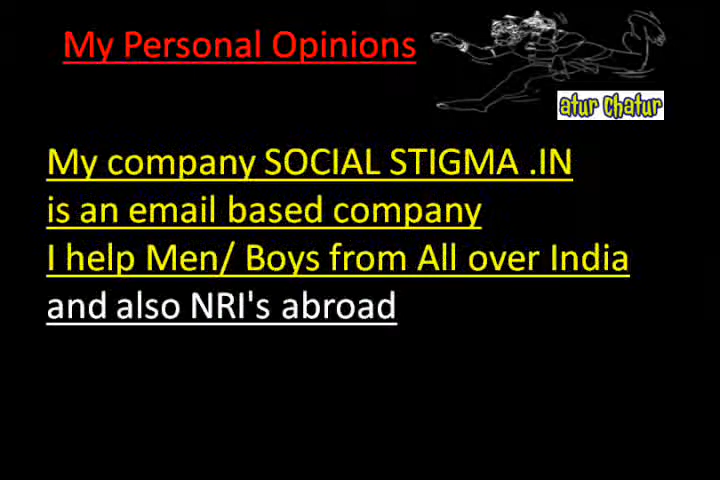 My Personal Opinions
atur Chatur
My company SOCIAL STIGMA .IN
is an email based company
I help Men/ Boys from All over India
and also NRI's abroad